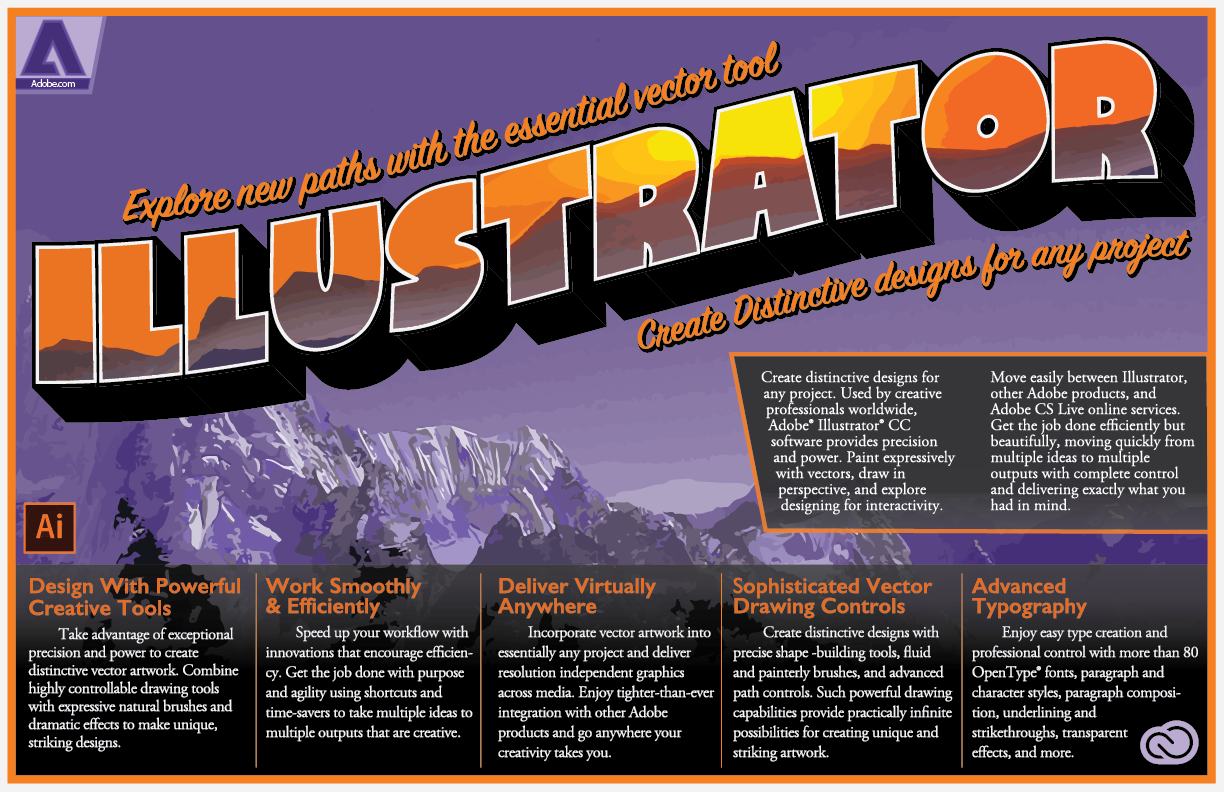 Adobe.com
Explore new paths with the essential vector tool
ILLUSTRATOR
Create Distinctive designs for any project
Create distinctive designs for
any project. Used by creative
professionals worldwide,
Adobe® Illustrator® CC
software provides precision
and power. Paint expressively
with vectors, draw in
perspective, and explore
designing for interactivity.
Move easily between Illustrator,
other Adobe products, and
Adobe CS Live online services.
Get the job done efficiently but
beautifully, moving quickly from
multiple ideas to multiple
outputs with complete control
and delivering exactly what you
had in mind.
Ai
Design With Powerful
Creative Tools
Take advantage of exceptional
precision and power to create
distinctive vector artwork. Combine
highly controllable drawing tools
with expressive natural brushes and
dramatic effects to make unique,
striking designs.
Work Smoothly
& Efficiently
Speed up your workflow with
innovations that encourage efficien-
cy. Get the job done with purpose
and agility using shortcuts and
time-savers to take multiple ideas to
multiple outputs that are creative.
Deliver Virtually
Anywhere
Incorporate vector artwork into
essentially any project and deliver
resolution independent graphics
across media. Enjoy tighter-than-ever
integration with other Adobe
products and go anywhere your
creativity takes you.
Sophisticated Vector
Drawing Controls
Create distinctive designs with
precise shape -building tools, fluid
and painterly brushes, and advanced
path controls. Such powerful drawing
capabilities provide practically infinite
possibilities for creating unique and
striking artwork.
Advanced
Typography
Enjoy easy type creation and
professional control with more than 80
OpenType® fonts, paragraph and
character styles, paragraph composi-
tion, underlining and
strikethroughs, transparent
effects, and more.